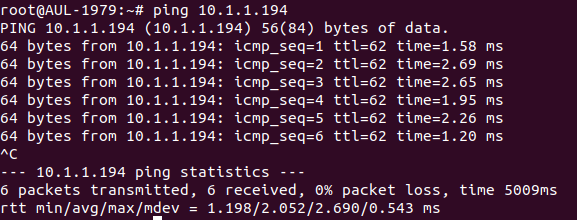 root@AUL-1979:~# ping 10.1.1.194
PING 10.1.1.194 (10.1.1.194) 56(84) bytes of data.
64 bytes from 10.1.1.194: icmp_seq=1 ttl=62 time=1.58 ms
64 bytes from 10.1.1.194: icmp_seq=2 ttl=62 time=2.69 ms
64 bytes from 10.1.1.194: icmp_seq=3 ttl=62 time=2.65 ms
64 bytes from 10.1.1.194: icmp_seq=4 ttl=62 time=1.95 ms
64 bytes from 10.1.1.194: icmp_seq=5 ttl=62 time=2.26 ms
64 bytes from 10.1.1.194: icmp_seq=6 ttl=62 time=1.20 ms
^C
--- 10.1.1.194 ping statistics ---
6 packets transmitted, 6 received, 0% packet loss, time 5009ms
rtt min/avg/max/mdev = 1.198/2.052/2.690/0.543 ms